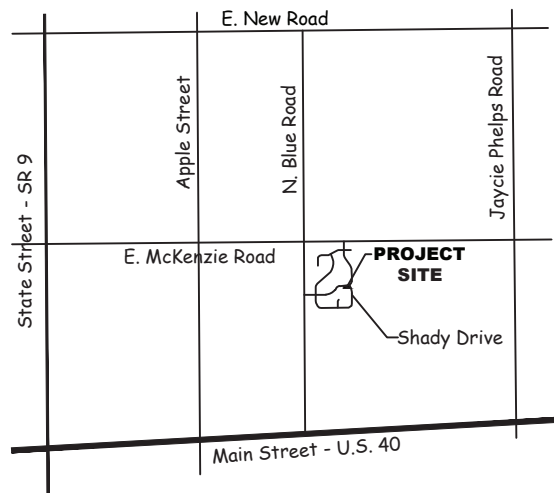 E. New Road
Apple Street
N. Blue Road
Jaycie Phelps Road
State Street - SR 9
E. McKenzie Road
PROJECT
SITE
Shady Drive
Main Street - U.S. 40